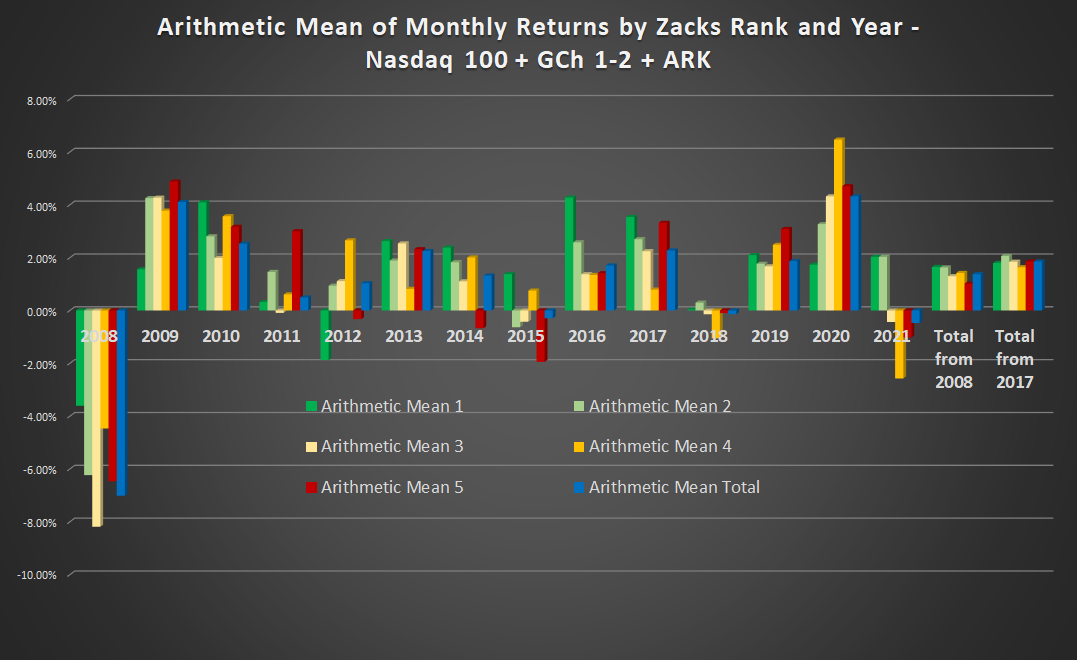 Arithmetic Mean of Monthly Returns by Zacks Rank and Year -
Nasdaq 100 + GCh 1-2 + ARK
8.00%
6.00%
4.00%
2.00%
0.00%
-2.00%
-4.00%
-6.00%
-8.00%
-10.00%
2008 2009 2010 2011 2012 2013 2014 2015 2016 2017 2018 2019 2020 2021 Total Total
from from
2008 2017
Arithmetic Mean 1 Arithmetic Mean 2
Arithmetic Mean 3 Arithmetic Mean 4
Arithmetic Mean 5 Arithmetic Mean Total